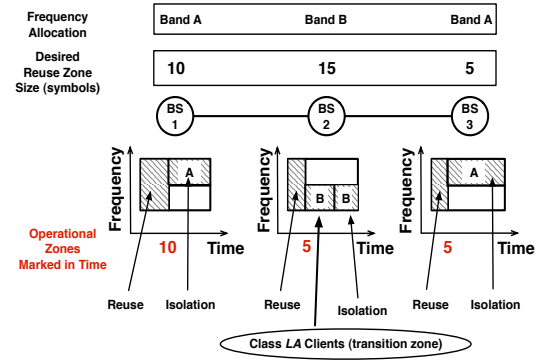 Frequency
Allocation
Band A
Band B
Band A
Desired
Reuse Zone
Size (symbols)
10
15
5
BS
1
BS
2
BS
3
Frequency
A
Frequency
B
B
Frequency
A
Operational
Zones
Marked in Time
10
Time
5
Time
5
Time
Reuse
Isolation
Reuse
Isolation
Reuse
Isolation
Class LA Clients (transition zone)